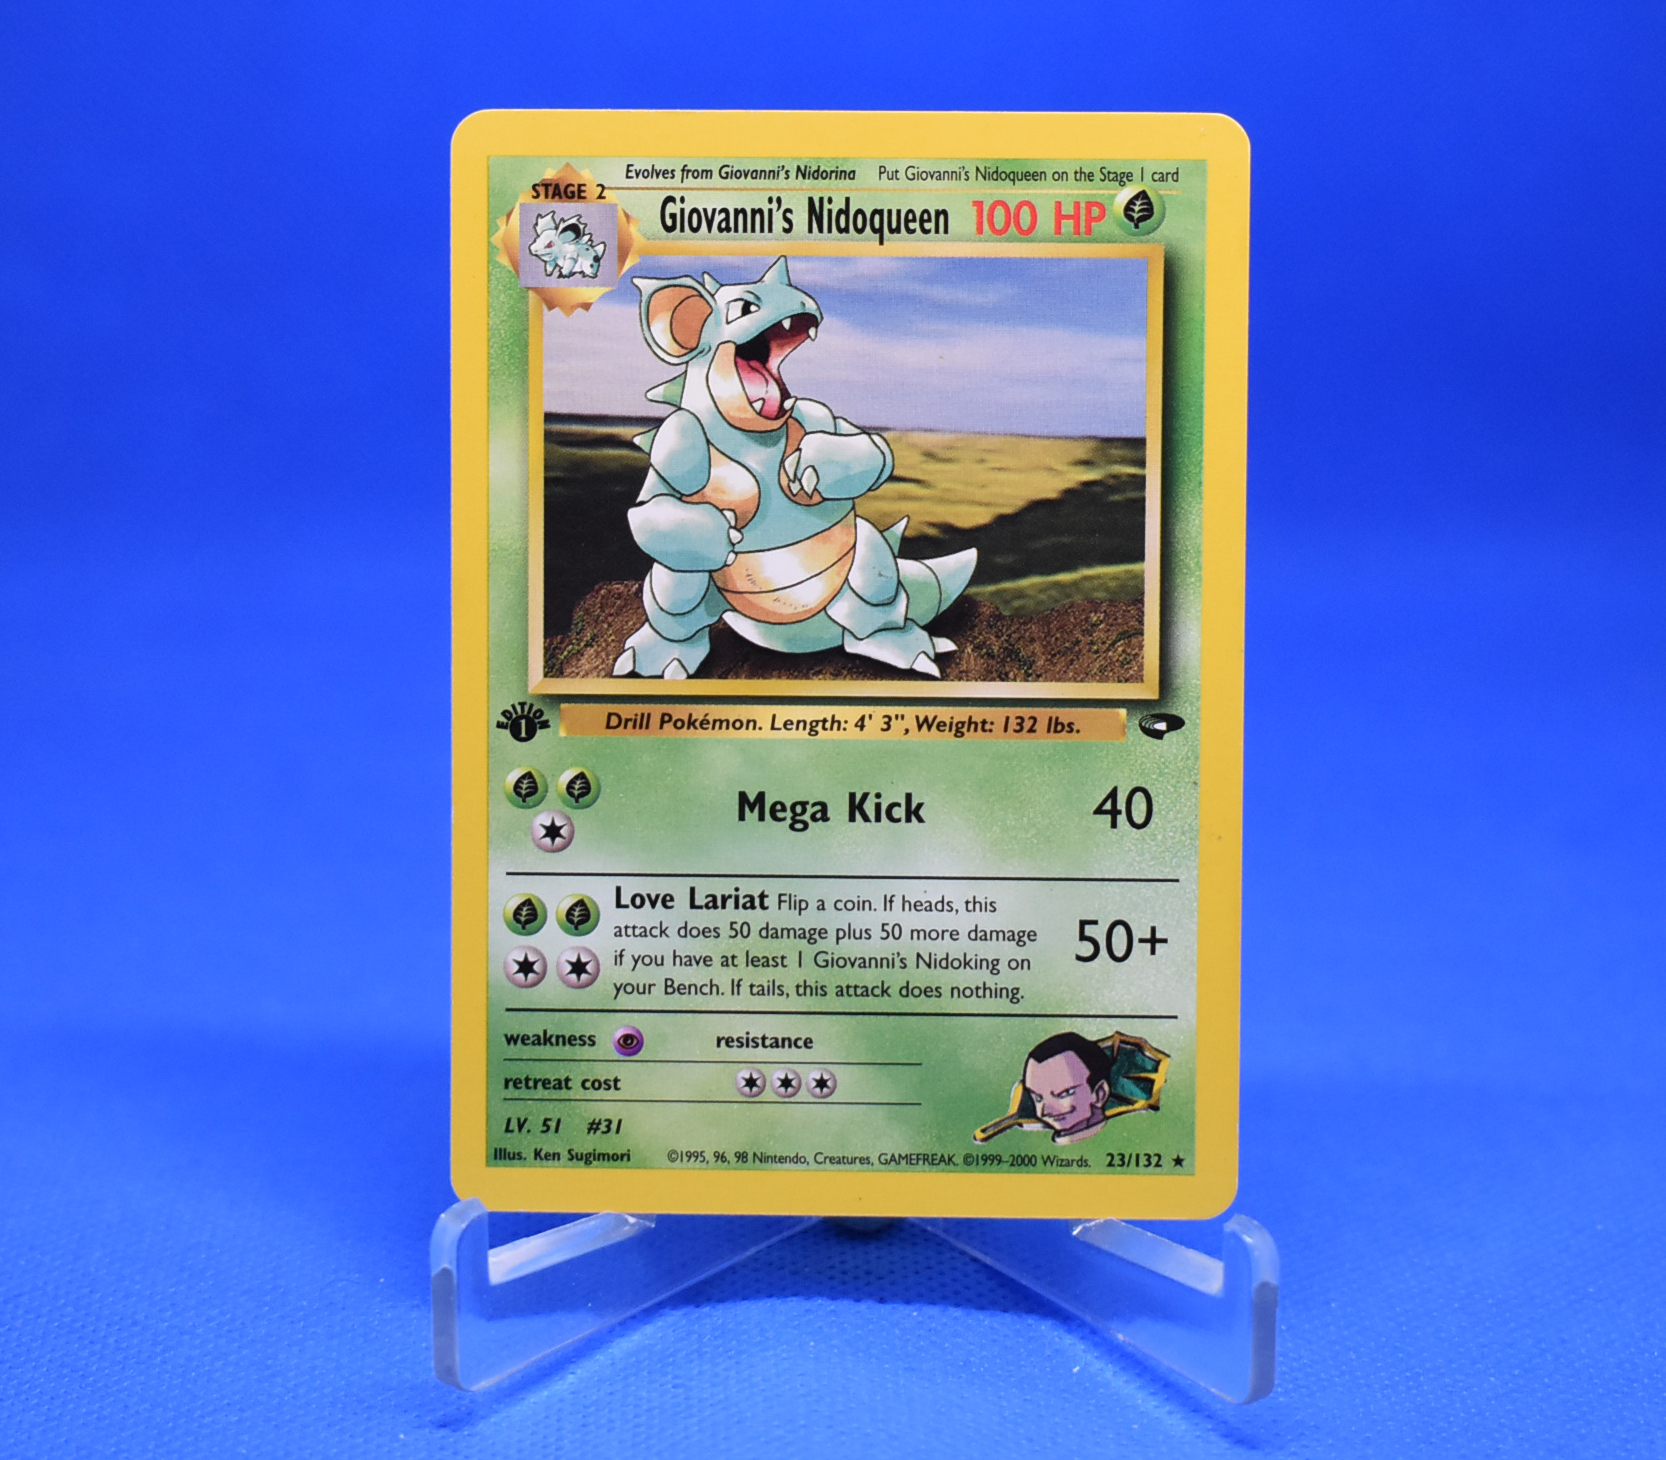 Evolves from Giovanni's Nidorina Put Giovanni's Nidoqueen on the Stage 1 card
STAGE 2
Giovanni's Nidoqueen 100 HP
EDITION
1
Drill Pokémon. Length: 4' 3", Weight: 132 lbs.
Mega Kick 40
Love Lariat Flip a coin. If heads, this
attack does 50 damage plus 50 more damage
if you have at least 1 Giovanni's Nidoking on
your Bench. If tails, this attack does nothing.
50+
weakness resistance
retreat cost
LV. 51 #31
Illus. Ken Sugimori ©1995, 96, 98 Nintendo, Creatures, GAMEFREAK. ©1999–2000 Wizards. 23/132 ★